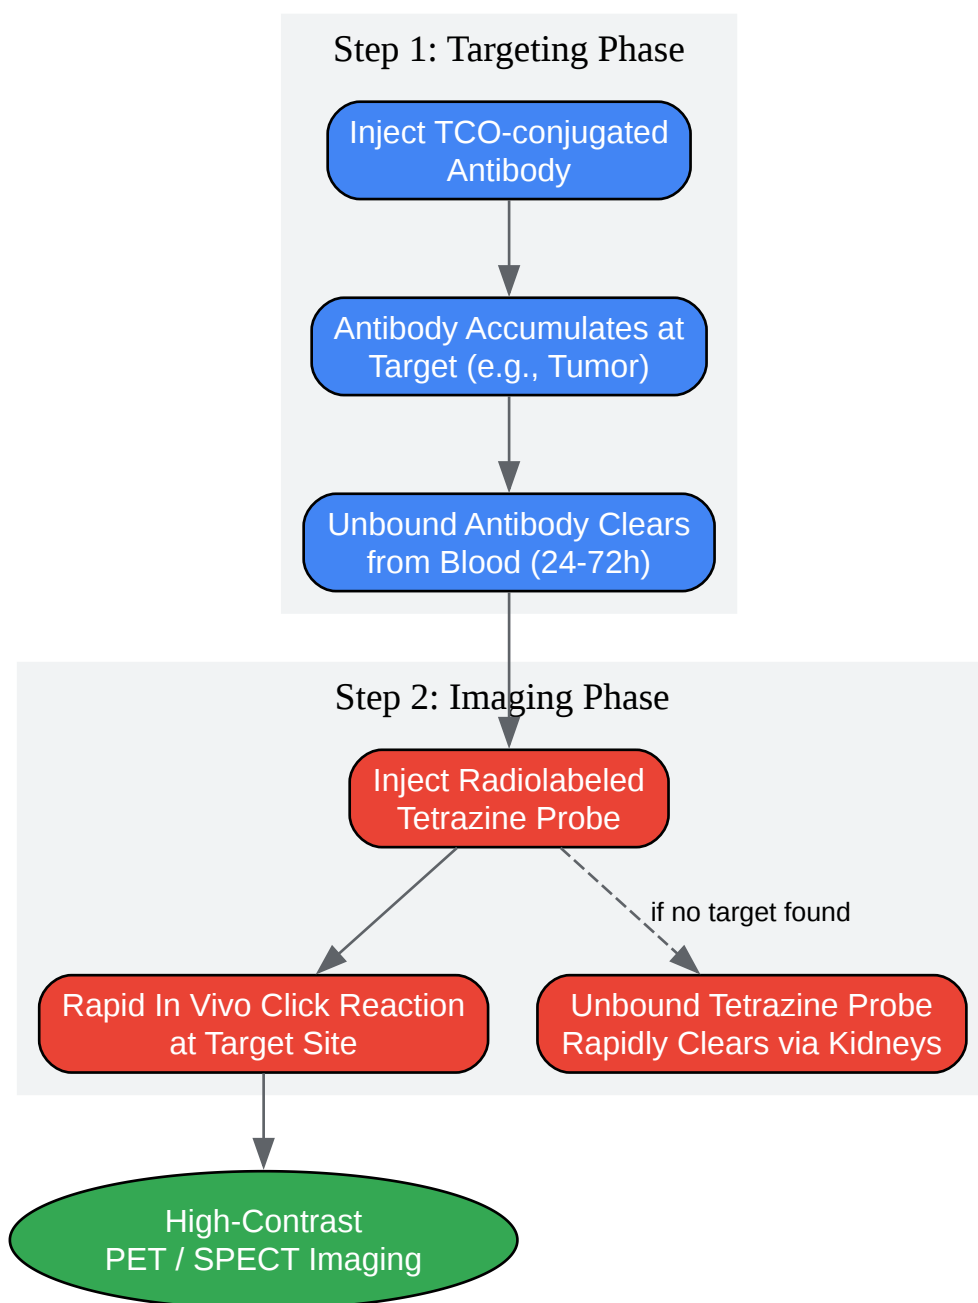 Step 1: Targeting Phase
Inject TCO-conjugated
Antibody
Antibody Accumulates at
Target (e.g., Tumor)
Unbound Antibody Clears
from Blood (24-72h)
Step 2: Imaging Phase
Inject Radiolabeled
Tetrazine Probe
if no target found
Rapid In Vivo Click Reaction
at Target Site
Unbound Tetrazine Probe
Rapidly Clears via Kidneys
High-Contrast
PET / SPECT Imaging